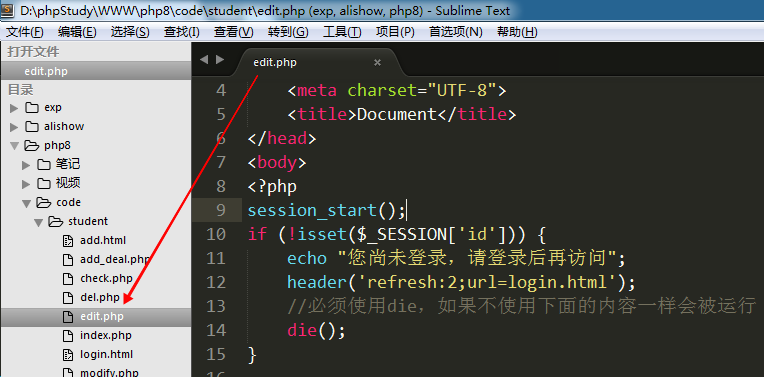 D:\phpStudy\WWW\php8\code\student\edit.php (exp, alishow, php8) - Sublime Text
文件(F) 编辑(E) 选择(S) 查找(I) 查看(V) 转到(G) 工具(T) 项目(P) 首选项(N) 帮助(H)
打开文件
edit.php
目录
exp
alishow
php8
笔记
视频
code
student
add.html
add_deal.php
check.php
del.php
edit.php
index.php
login.html
modify.php
edit.php ×
4 <meta charset="UTF-8">
5 <title>Document</title>
6 </head>
7 <body>
8 <?php
9 session_start();
10 if (!isset($_SESSION['id'])) {
11 echo "您尚未登录，请登录后再访问";
12 header('refresh:2;url=login.html');
13 //必须使用die，如果不使用下面的内容一样会被运行
14 die();
15 }
16